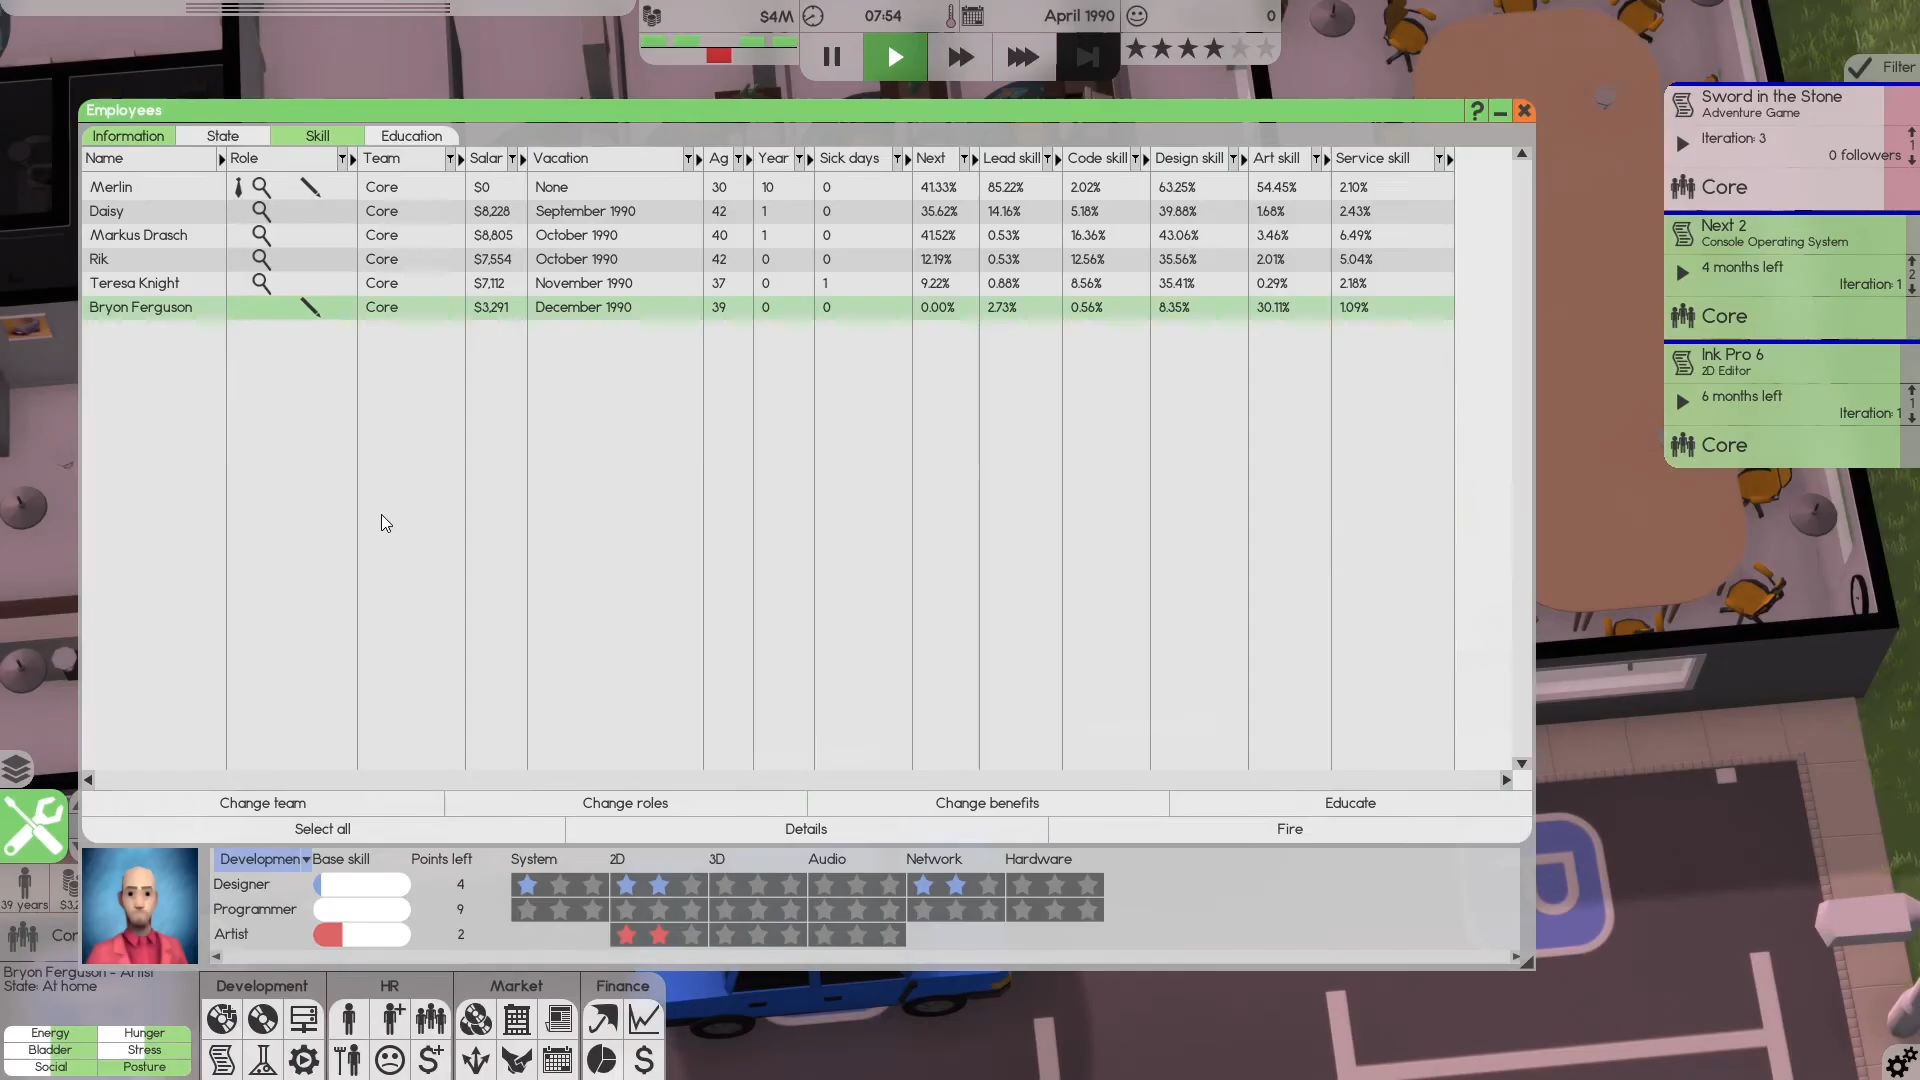 $4M 07:54 April 1990 0
Filter
Employees ?
Information State Skill Education
Name Role Team Salar Vacation Ag Year Sick days Next Lead skill Code skill Design skill Art skill Service skill
Merlin Core $0 None 30 10 0 41.33% 85.22% 2.02% 63.25% 54.45% 2.10%
Daisy Core $8,228 September 1990 42 1 0 35.62% 14.16% 5.18% 39.88% 1.68% 2.43%
Markus Drasch Core $8,805 October 1990 40 1 0 41.52% 0.53% 16.36% 43.06% 3.46% 6.49%
Rik Core $7,554 October 1990 42 0 0 12.19% 0.53% 12.56% 35.56% 2.01% 5.04%
Teresa Knight Core $7,112 November 1990 37 0 1 9.22% 0.88% 8.56% 35.41% 0.29% 2.18%
Bryon Ferguson Core $3,291 December 1990 39 0 0 0.00% 2.73% 0.56% 8.35% 30.11% 1.09%
Sword in the Stone
Adventure Game
Iteration: 3
1
0 followers
Core
Next 2
Console Operating System
4 months left
2
Iteration: 1
Core
Ink Pro 6
2D Editor
6 months left
1
Iteration: 1
Core
Change team Change roles Change benefits Educate
Select all Details Fire
Developmen Base skill Points left System 2D 3D Audio Network Hardware
Designer 4
Programmer 9
Artist 2
39 years $3,2
Cor
Bryon Ferguson - Artist
State: At home
Energy Hunger
Bladder Stress
Social Posture
Development HR Market Finance